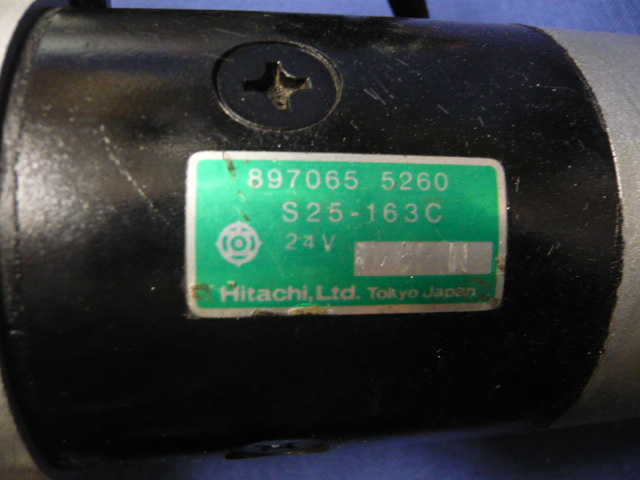 897065 5260
S25-163C
24V
Hitachi, Ltd. Tokyo Japan